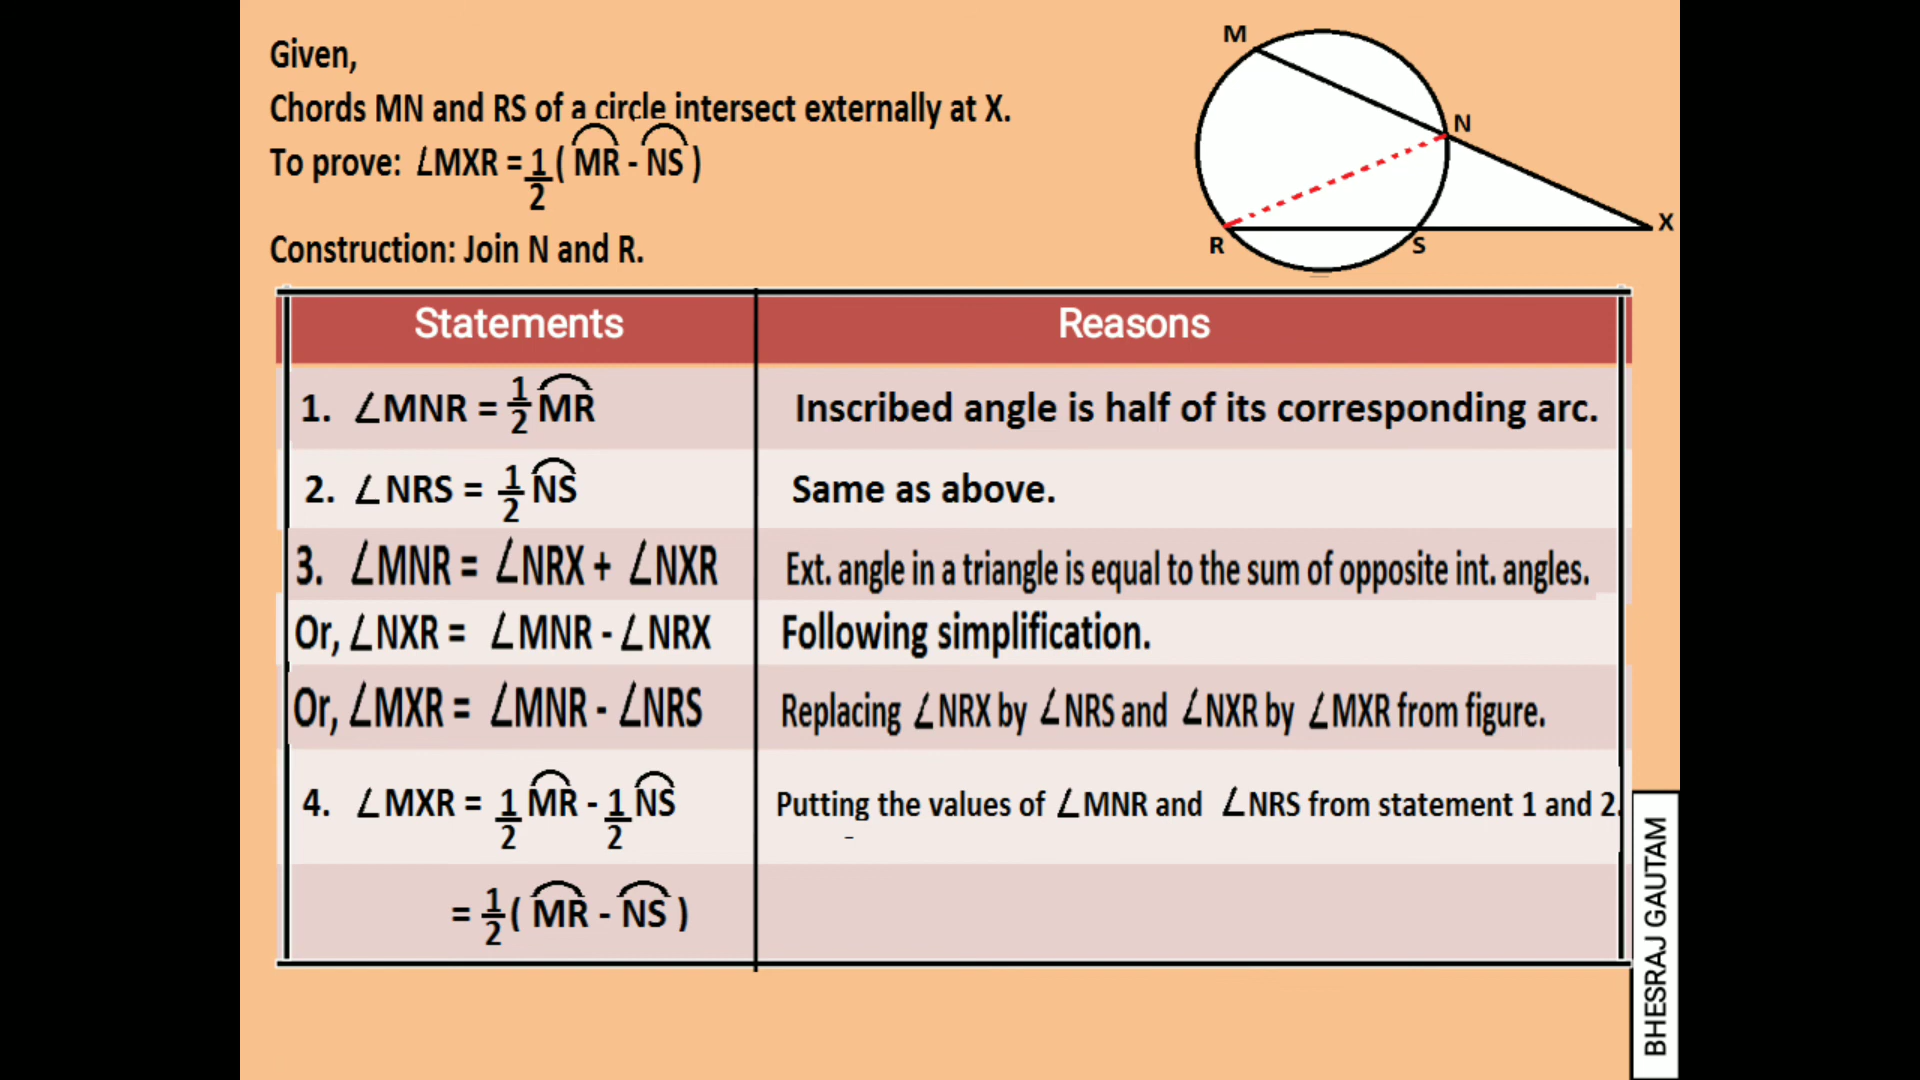 Given,
Chords MN and RS of a circle intersect externally at X.
To prove: ∠MXR = 1/2 ( MR - NS )
Construction: Join N and R.
M
N
X
R
S
Statements
Reasons
1. ∠MNR = 1/2 MR
Inscribed angle is half of its corresponding arc.
2. ∠NRS = 1/2 NS
Same as above.
3. ∠MNR = ∠NRX + ∠NXR
Ext. angle in a triangle is equal to the sum of opposite int. angles.
Or, ∠NXR = ∠MNR - ∠NRX
Following simplification.
Or, ∠MXR = ∠MNR - ∠NRS
Replacing ∠NRX by ∠NRS and ∠NXR by ∠MXR from figure.
4. ∠MXR = 1/2 MR - 1/2 NS
Putting the values of ∠MNR and ∠NRS from statement 1 and 2.
= 1/2 ( MR - NS )
BHESRAJ GAUTAM